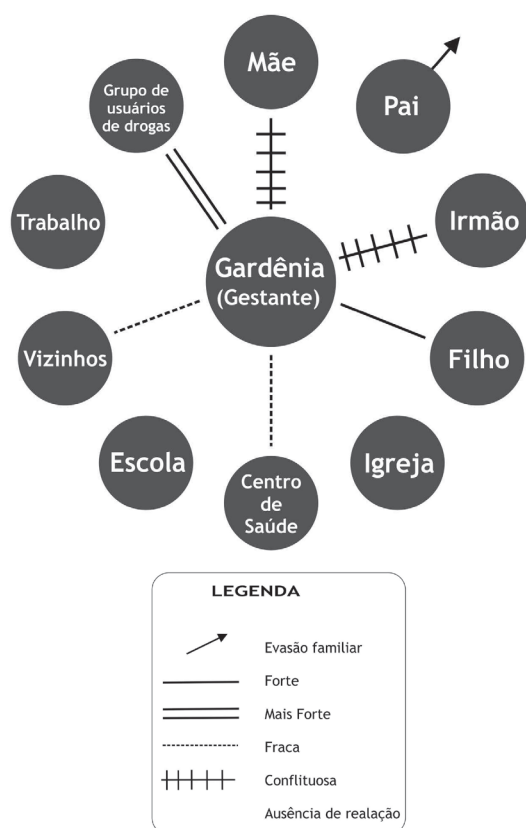 Mãe
Grupo de
usuários
de drogas
Pai
Trabalho
Irmão
Gardênia
(Gestante)
Vizinhos
Filho
Escola
Igreja
Centro
de
Saúde
LEGENDA
Evasão familiar
Forte
Mais Forte
Fraca
Conflituosa
Ausência de realação